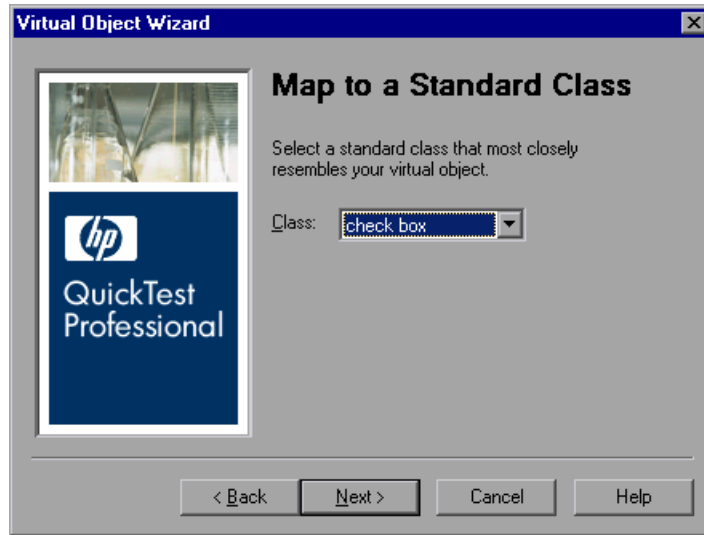 Virtual Object Wizard
Map to a Standard Class
Select a standard class that most closely
resembles your virtual object.
Class: check box
hp
QuickTest
Professional
< Back Next > Cancel Help